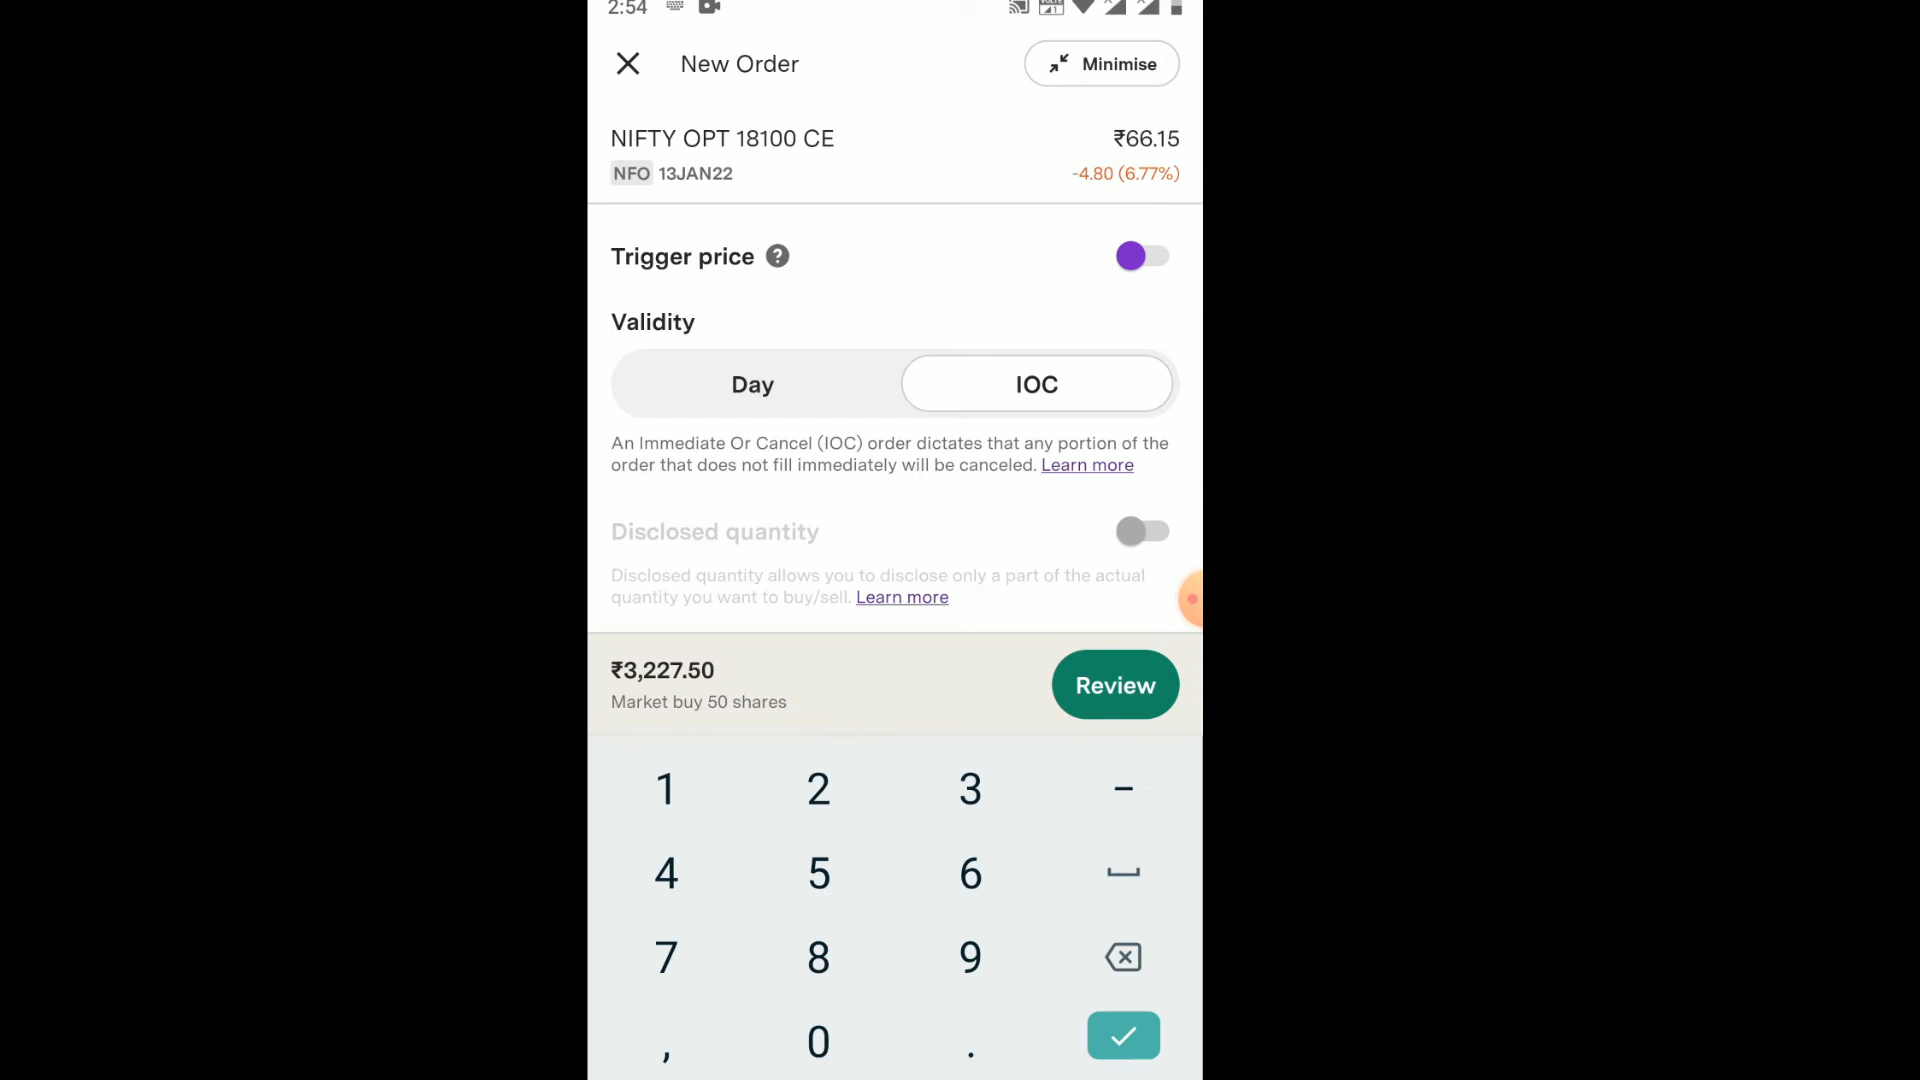 2:54
New Order
Minimise
NIFTY OPT 18100 CE
₹66.15
NFO 13JAN22
-4.80 (6.77%)
Trigger price ?
Validity
Day
IOC
An Immediate Or Cancel (IOC) order dictates that any portion of the
order that does not fill immediately will be canceled. Learn more
Disclosed quantity
Disclosed quantity allows you to disclose only a part of the actual
quantity you want to buy/sell. Learn more
₹3,227.50
Market buy 50 shares
Review
1 2 3 -
4 5 6
7 8 9
, 0 .